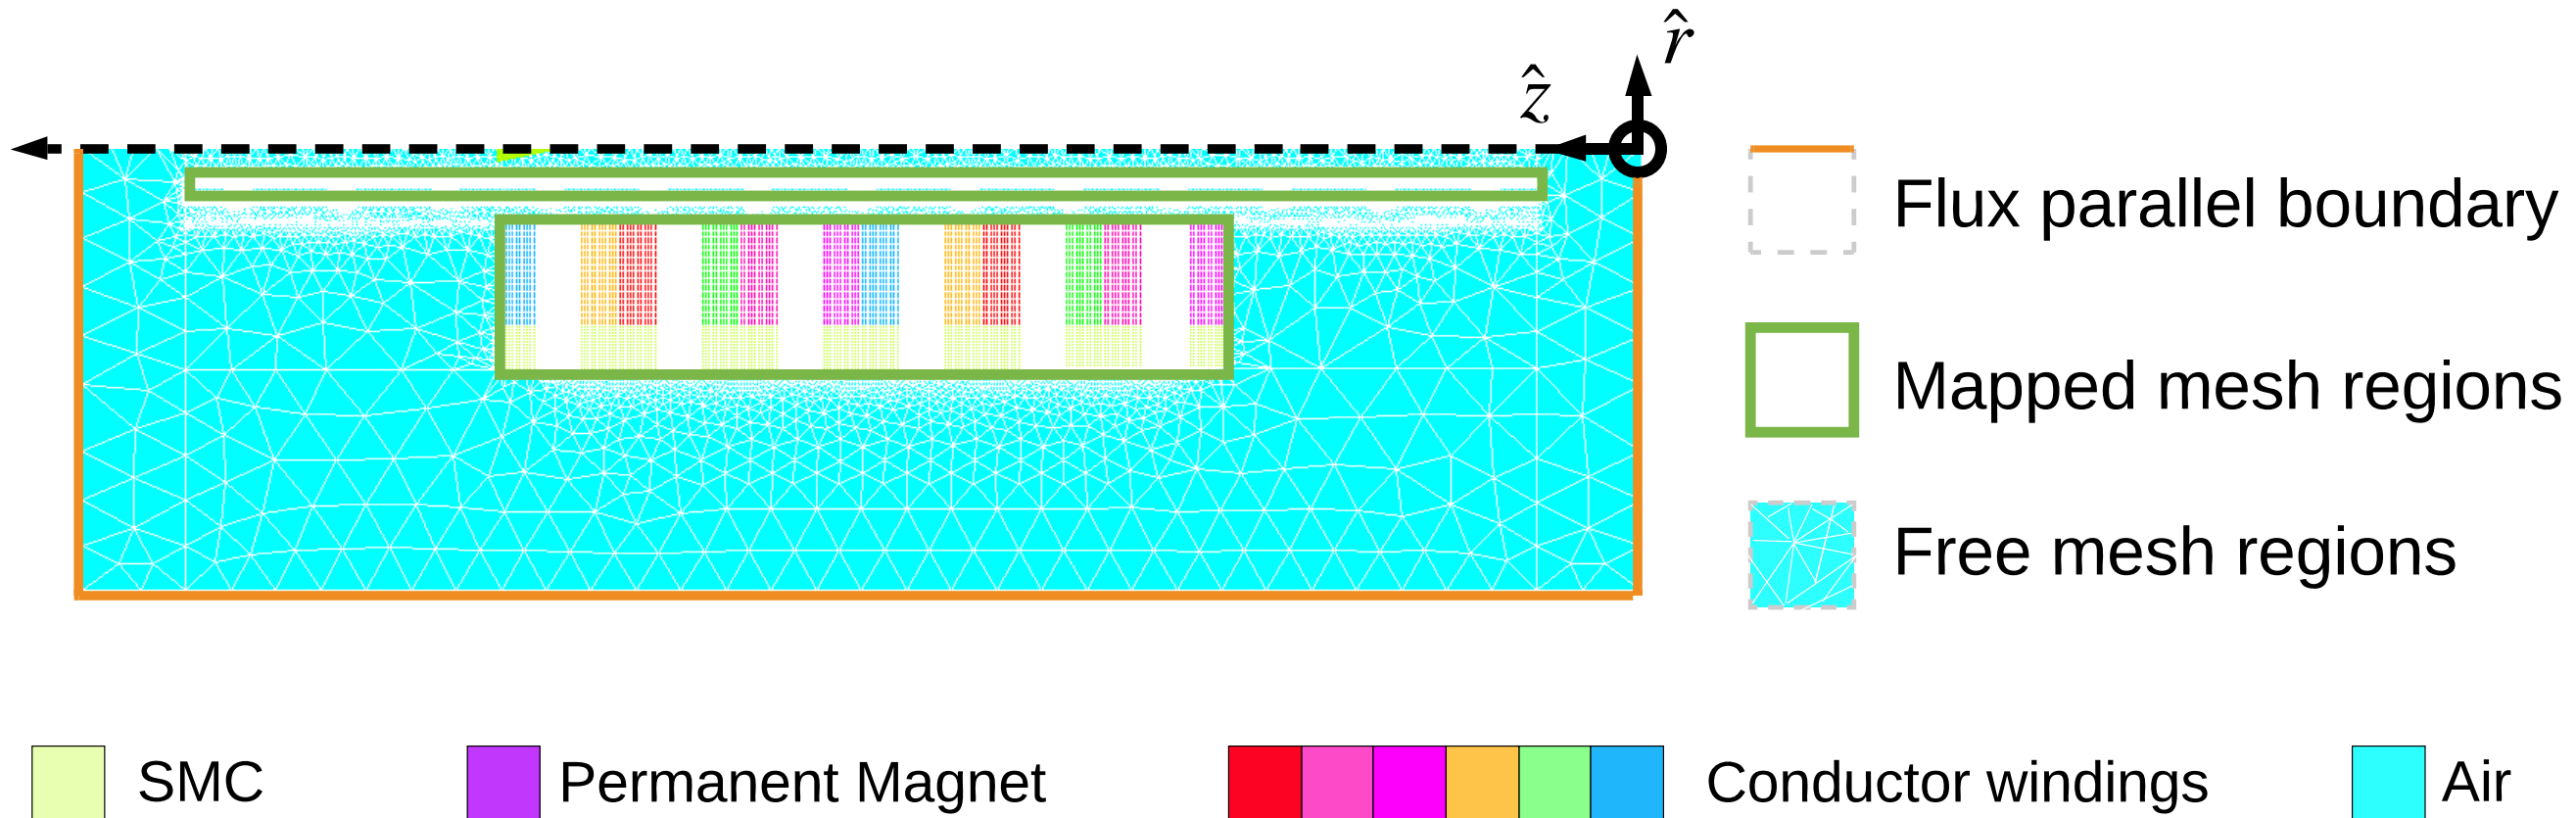 r̂
ẑ
Flux parallel boundary
Mapped mesh regions
Free mesh regions
SMC
Permanent Magnet
Conductor windings
Air